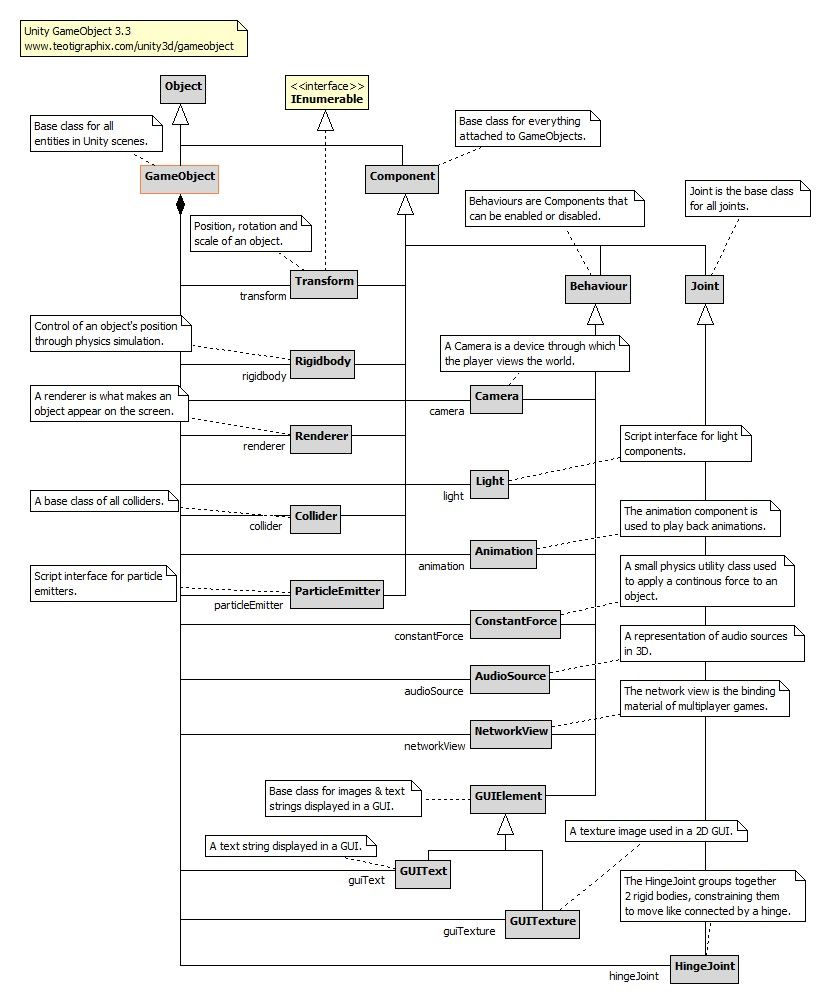 Unity GameObject 3.3
www.teotigraphix.com/unity3d/gameobject
Object
<<interface>>
IEnumerable
Base class for all
entities in Unity scenes.
Base class for everything
attached to GameObjects.
GameObject
Component
Joint is the base class
for all joints.
Behaviours are Components that
can be enabled or disabled.
Position, rotation and
scale of an object.
Transform
transform
Behaviour
Joint
Control of an object's position
through physics simulation.
A Camera is a device through which
the player views the world.
Rigidbody
rigidbody
A renderer is what makes an
object appear on the screen.
Camera
camera
Renderer
renderer
Script interface for light
components.
Light
light
A base class of all colliders.
Collider
collider
The animation component is
used to play back animations.
Animation
animation
Script interface for particle
emitters.
ParticleEmitter
particleEmitter
A small physics utility class used
to apply a continous force to an
object.
ConstantForce
constantForce
A representation of audio sources
in 3D.
AudioSource
audioSource
The network view is the binding
material of multiplayer games.
NetworkView
networkView
Base class for images & text
strings displayed in a GUI.
GUIElement
A texture image used in a 2D GUI.
A text string displayed in a GUI.
GUIText
guiText
The HingeJoint groups together
2 rigid bodies, constraining them
to move like connected by a hinge.
GUITexture
guiTexture
HingeJoint
hingeJoint